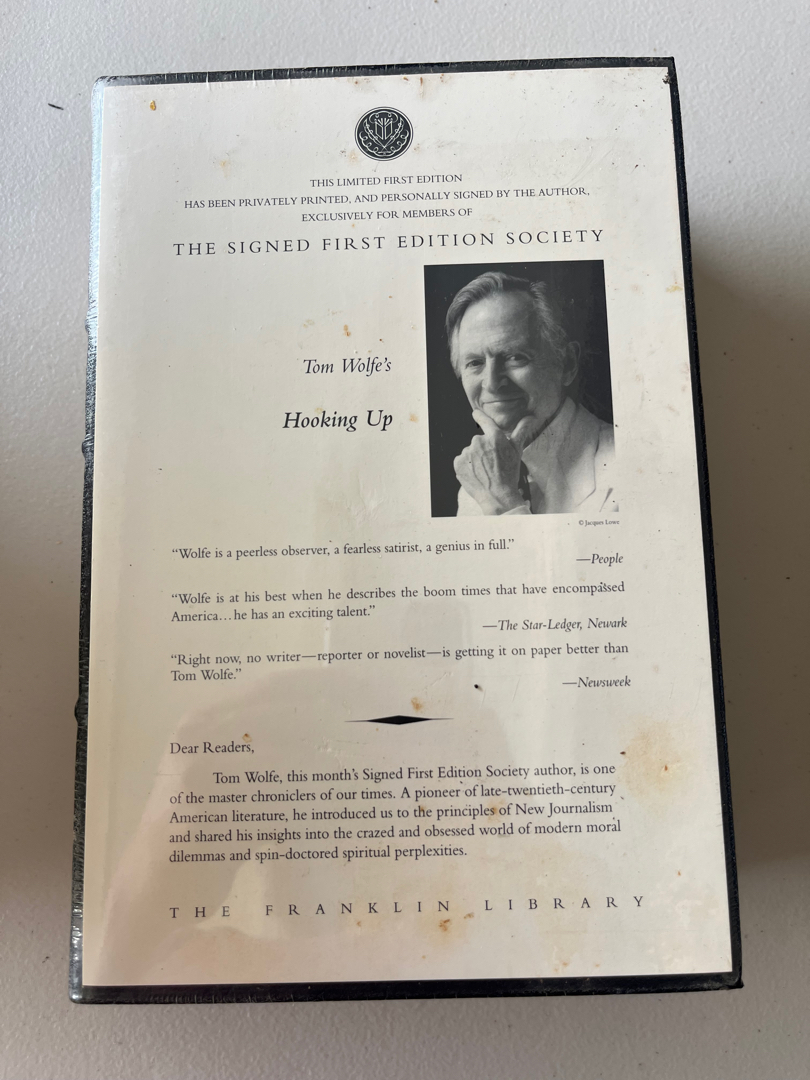 THIS LIMITED FIRST EDITION
HAS BEEN PRIVATELY PRINTED, AND PERSONALLY SIGNED BY THE AUTHOR,
EXCLUSIVELY FOR MEMBERS OF
THE SIGNED FIRST EDITION SOCIETY
Tom Wolfe's
Hooking Up
© Jacques Lowe
“Wolfe is a peerless observer, a fearless satirist, a genius in full.”
—People
“Wolfe is at his best when he describes the boom times that have encompassed
America…he has an exciting talent.”
—The Star-Ledger, Newark
“Right now, no writer—reporter or novelist—is getting it on paper better than
Tom Wolfe.”
—Newsweek
Dear Readers,
Tom Wolfe, this month's Signed First Edition Society author, is one
of the master chroniclers of our times. A pioneer of late-twentieth-century
American literature, he introduced us to the principles of New Journalism
and shared his insights into the crazed and obsessed world of modern moral
dilemmas and spin-doctored spiritual perplexities.
THE FRANKLIN LIBRARY